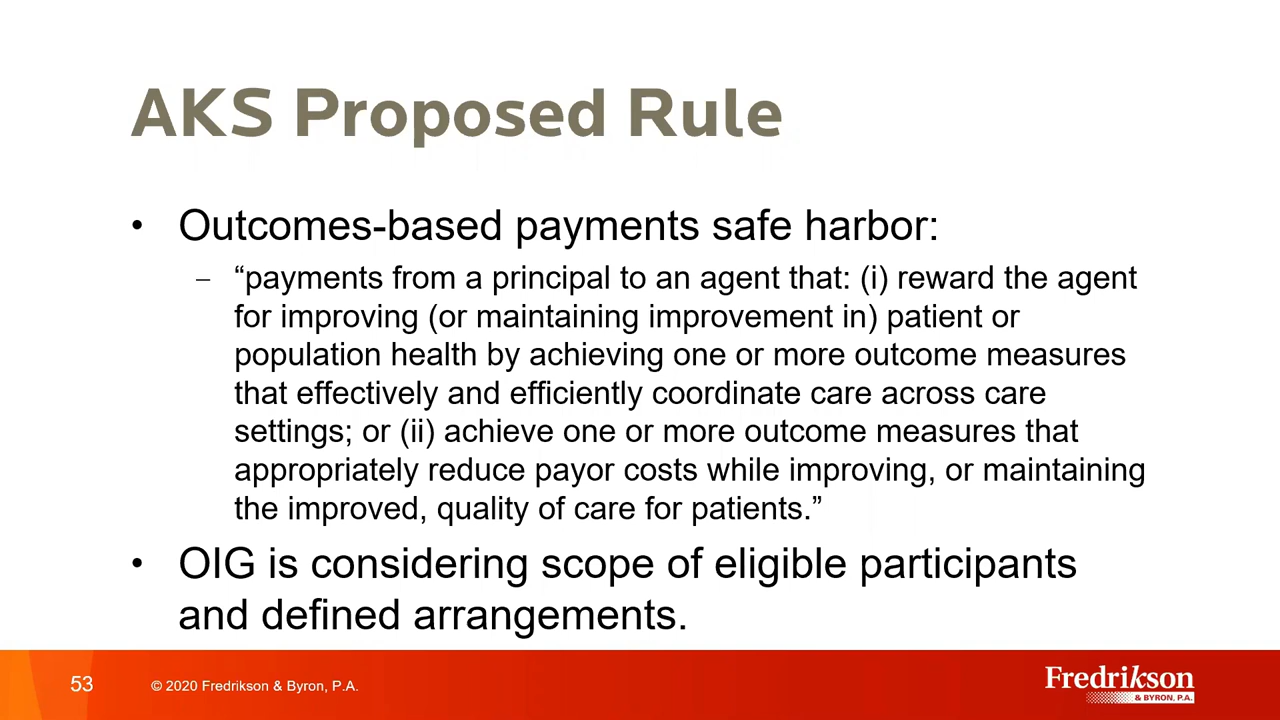 AKS Proposed Rule
• Outcomes-based payments safe harbor:
– “payments from a principal to an agent that: (i) reward the agent
for improving (or maintaining improvement in) patient or
population health by achieving one or more outcome measures
that effectively and efficiently coordinate care across care
settings; or (ii) achieve one or more outcome measures that
appropriately reduce payor costs while improving, or maintaining
the improved, quality of care for patients.”
• OIG is considering scope of eligible participants
and defined arrangements.
53
© 2020 Fredrikson & Byron, P.A.
Fredrikson
& BYRON, P.A.